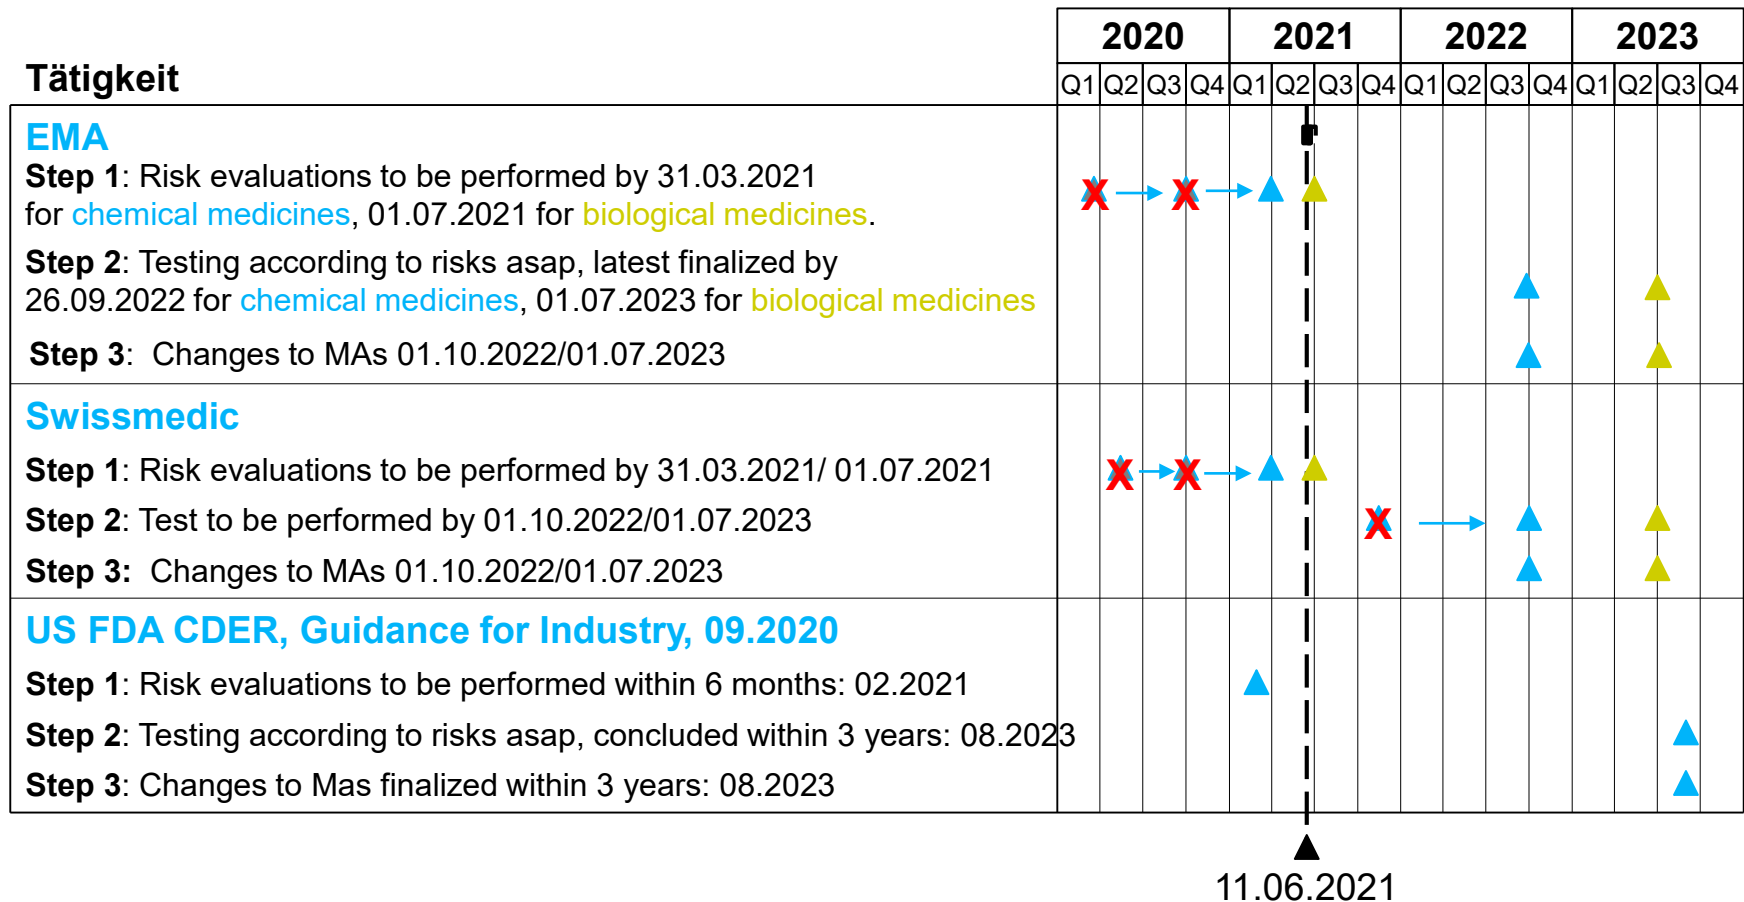 2020 2021 2022 2023
Tätigkeit
Q1 Q2 Q3 Q4 Q1 Q2 Q3 Q4 Q1 Q2 Q3 Q4 Q1 Q2 Q3 Q4
EMA
Step 1: Risk evaluations to be performed by 31.03.2021
for chemical medicines, 01.07.2021 for biological medicines.
X X
Step 2: Testing according to risks asap, latest finalized by
26.09.2022 for chemical medicines, 01.07.2023 for biological medicines
Step 3: Changes to MAs 01.10.2022/01.07.2023
Swissmedic
Step 1: Risk evaluations to be performed by 31.03.2021/ 01.07.2021
X X
Step 2: Test to be performed by 01.10.2022/01.07.2023
X
Step 3: Changes to MAs 01.10.2022/01.07.2023
US FDA CDER, Guidance for Industry, 09.2020
Step 1: Risk evaluations to be performed within 6 months: 02.2021
Step 2: Testing according to risks asap, concluded within 3 years: 08.2023
Step 3: Changes to Mas finalized within 3 years: 08.2023
11.06.2021